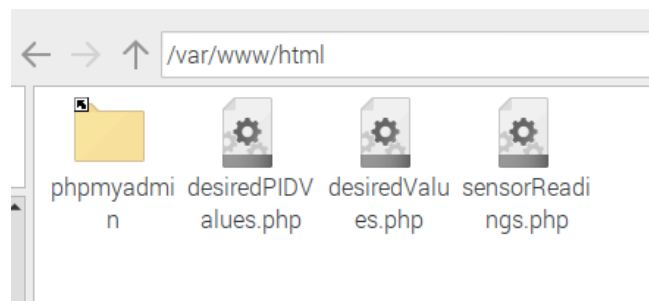 /var/www/html
phpmyadmi
n
desiredPIDV
alues.php
desiredValu
es.php
sensorReadi
ngs.php